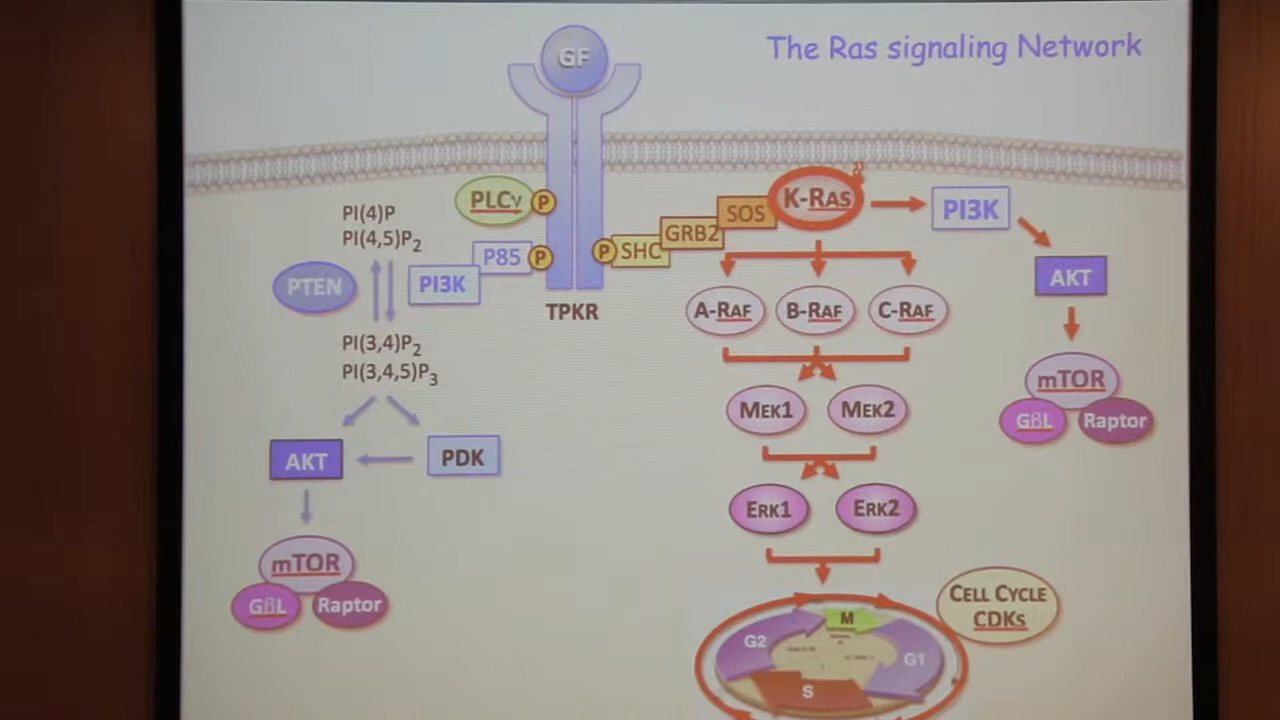 The Ras signaling Network
GF
PLCγ
P
K-RAS
SOS
GRB2
SHC
P
PI3K
PI(4)P
PI(4,5)P2
P85
P
PI3K
PTEN
TPKR
AKT
A-RAF
B-RAF
C-RAF
PI(3,4)P2
PI(3,4,5)P3
mTOR
GβL
Raptor
MEK1
MEK2
AKT
PDK
ERK1
ERK2
mTOR
GβL
Raptor
CELL CYCLE
CDKs
M
G2
G1
S